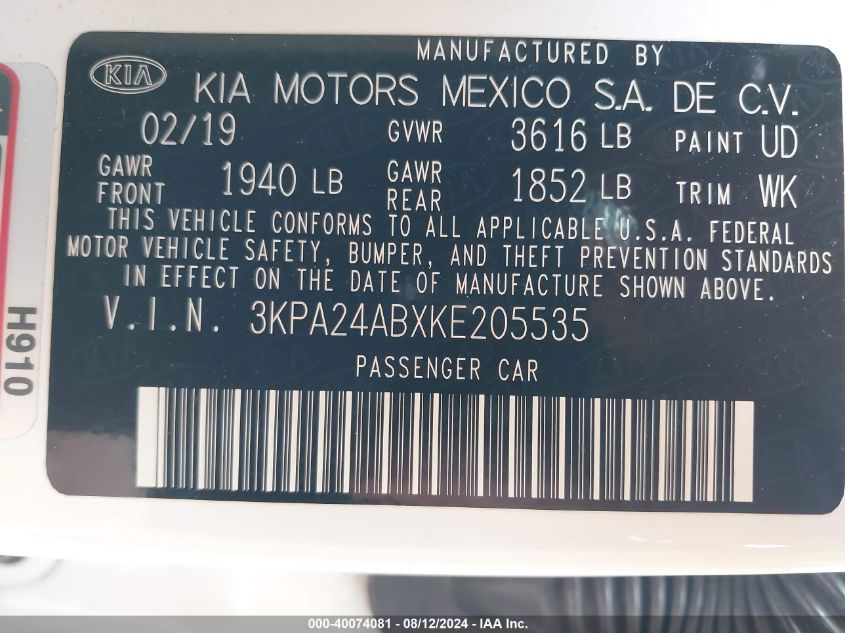 MANUFACTURED BY
KIA KIA MOTORS MEXICO S.A. DE C.V.
02/19 GVWR 3616 LB PAINT UD
GAWR FRONT 1940 LB GAWR REAR 1852 LB TRIM WK
THIS VEHICLE CONFORMS TO ALL APPLICABLE U.S.A. FEDERAL
MOTOR VEHICLE SAFETY, BUMPER, AND THEFT PREVENTION STANDARDS
IN EFFECT ON THE DATE OF MANUFACTURE SHOWN ABOVE.
V.I.N. 3KPA24ABXKE205535
PASSENGER CAR
H910
000-40074081 - 08/12/2024 - IAA Inc.